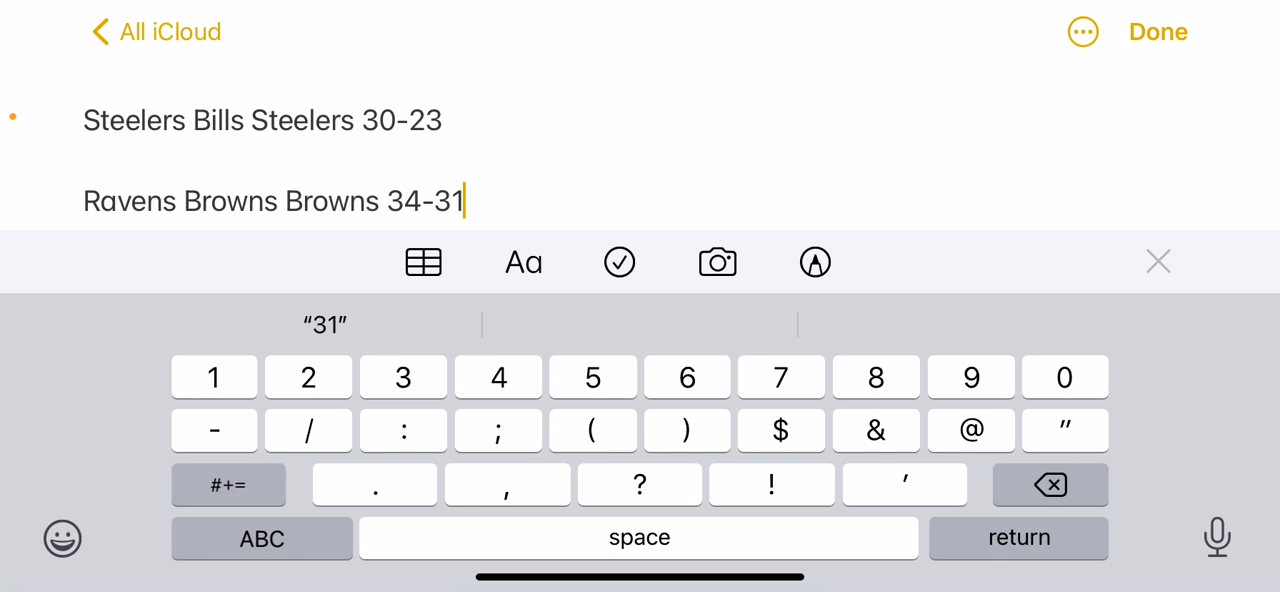 All iCloud Done
Steelers Bills Steelers 30-23
Ravens Browns Browns 34-31
Aa
“31”
1 2 3 4 5 6 7 8 9 0
- / : ; ( ) $ & @ "
#+= . , ? ! '
ABC space return